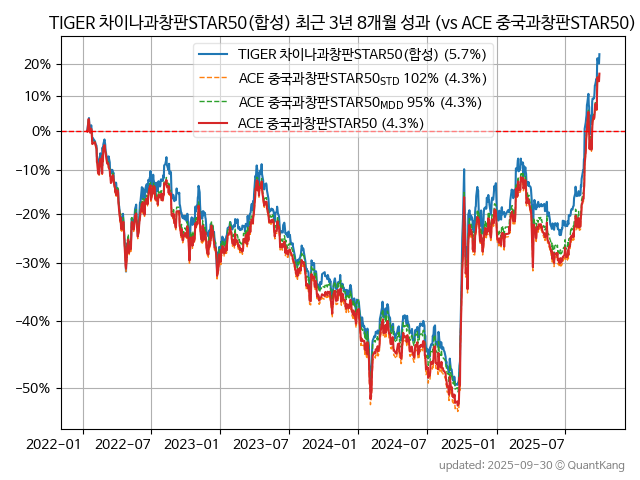 TIGER 차이나과창판STAR50(합성) 최근 3년 8개월 성과 (vs ACE 중국과창판STAR50)
TIGER 차이나과창판STAR50(합성) (5.7%)
ACE 중국과창판STAR50STD 102% (4.3%)
ACE 중국과창판STAR50MDD 95% (4.3%)
ACE 중국과창판STAR50 (4.3%)
20%
10%
0%
-10%
-20%
-30%
-40%
-50%
2022-01 2022-07 2023-01 2023-07 2024-01 2024-07 2025-01 2025-07
updated: 2025-09-30 © QuantKang